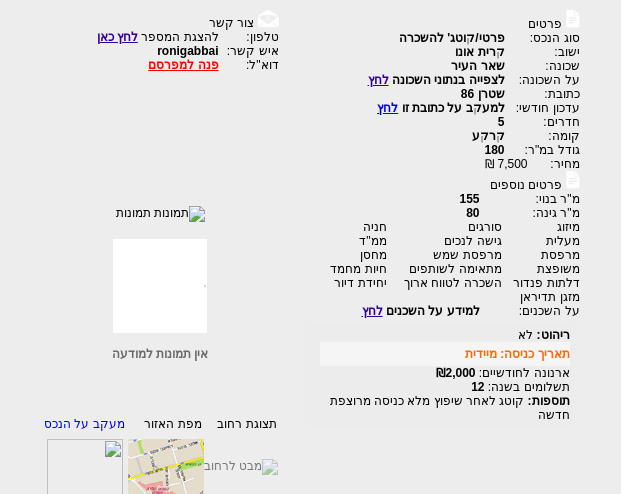 פרטים
סוג הנכס: פרטי/קוטג' להשכרה
ישוב: קרית אונו
שכונה: שאר העיר
על השכונה: לצפייה בנתוני השכונה לחץ
כתובת: שטרן 86
עדכון חודשי: למעקב על כתובת זו לחץ
חדרים: 5
קומה: קרקע
גודל במ"ר: 180
מחיר: 7,500 ₪
פרטים נוספים
מ"ר בנוי: 155
מ"ר גינה: 80
מיזוג סורגים חניה
מעלית גישה לנכים ממ"ד
מרפסת מרפסת שמש מחסן
משופצת מתאימה לשותפים חיות מחמד
דלתות פנדור השכרה לטווח ארוך יחידת דיור
מזגן תדיראן
על השכנים: למידע על השכנים לחץ
ריהוט: לא
תאריך כניסה: מיידית
ארנונה לחודשיים: 2,000₪
תשלומים בשנה: 12
תוספות: קוטג לאחר שיפוץ מלא כניסה מרוצפת
חדשה
צור קשר
טלפון: להצגת המספר לחץ כאן
איש קשר: ronigabbai
דוא"ל: פנה למפרסם
תמונות תמונות
אין תמונות למודעה
תצוגת רחוב מפת האזור מעקב על הנכס
מבט לרחוב